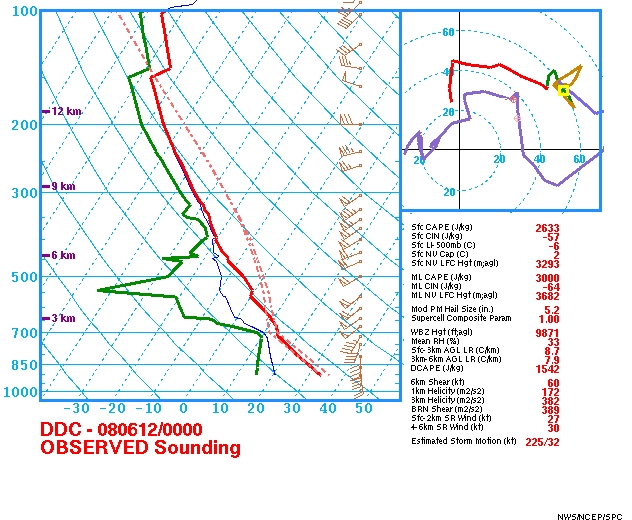 100
60
40
12 km
20
200
20
20
40
60
9 km
300
20
Sfc CAPE (J/kg) 2633
Sfc CIN (J/kg) -57
Sfc LI-500mb (C) -6
Sfc NV Cap (C) 2
Sfc NV LFC Hgt (m;agl) 3293
400
6 km
500
ML CAPE (J/kg) 3000
ML CIN (J/kg) -64
ML NV LFC Hgt (m;agl) 3682
Mod PM Hail Size (in.) 5.2
Supercell Composite Param 1.00
3 km
700
WBZ Hgt (ft;agl) 9871
Mean RH (%) 33
Sfc-3km AGL LR (C/km) 8.7
3km-6km AGL LR (C/km) 7.9
DCAPE (J/kg) 1542
850
1000
6km Shear (kt) 60
1km Helicity (m2/s2) 172
3km Helicity (m2/s2) 382
BRN Shear (m2/s2) 389
Sfc-2km SR Wind (kt) 27
4-6km SR Wind (kt) 30
-30 -20 -10 0 10 20 30 40 50
DDC - 080612/0000
OBSERVED Sounding
Estimated Storm Motion (kt) 225/32
NWS/NCEP/SPC